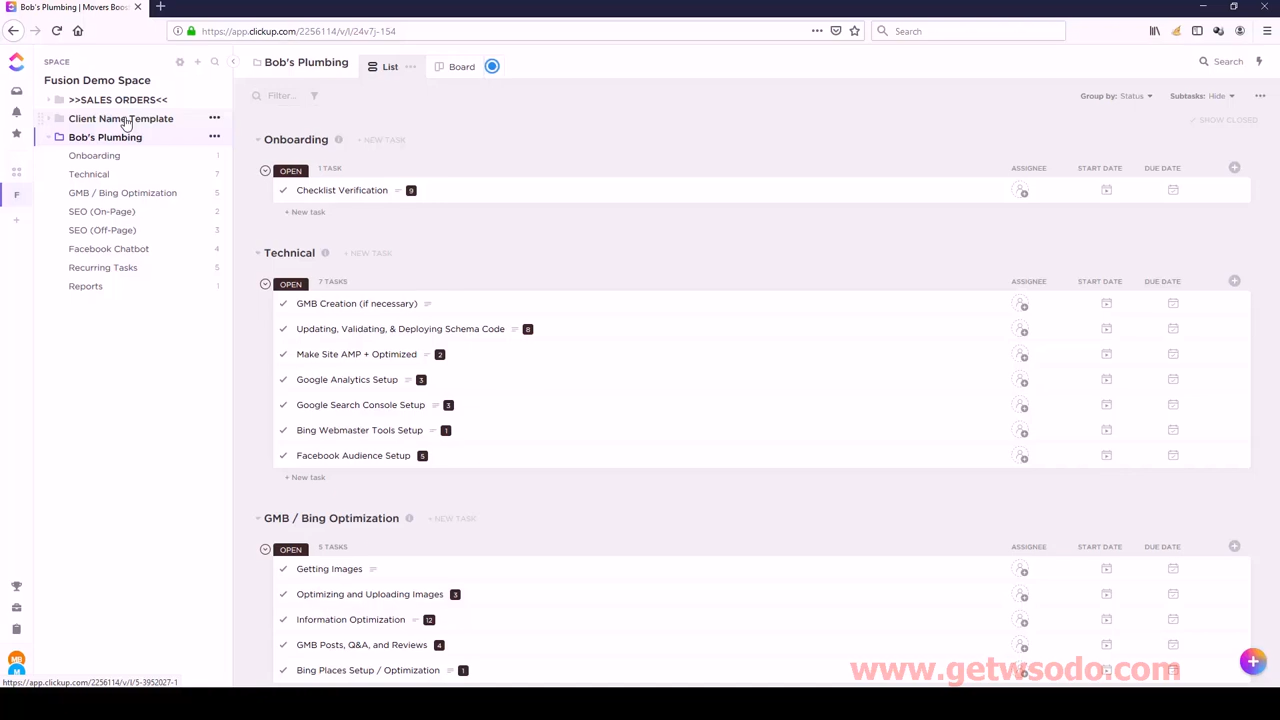 Bob's Plumbing | Movers Boos
https://app.clickup.com/2256114/v/l/24v7j-154
Search
SPACE
Fusion Demo Space
>>SALES ORDERS<<
Client Name Template
Bob's Plumbing
Onboarding 1
Technical 7
GMB / Bing Optimization 5
SEO (On-Page) 2
SEO (Off-Page) 3
Facebook Chatbot 4
Recurring Tasks 5
Reports 1
F
MB
M
https://app.clickup.com/2256114/v/l/5-3952027-1
Bob's Plumbing List Board Search
Filter... Group by: Status Subtasks: Hide
SHOW CLOSED
Onboarding + NEW TASK
OPEN 1 TASK ASSIGNEE START DATE DUE DATE
Checklist Verification 9
+ New task
Technical + NEW TASK
OPEN 7 TASKS ASSIGNEE START DATE DUE DATE
GMB Creation (if necessary)
Updating, Validating, & Deploying Schema Code 8
Make Site AMP + Optimized 2
Google Analytics Setup 3
Google Search Console Setup 3
Bing Webmaster Tools Setup 1
Facebook Audience Setup 5
+ New task
GMB / Bing Optimization + NEW TASK
OPEN 5 TASKS ASSIGNEE START DATE DUE DATE
Getting Images
Optimizing and Uploading Images 3
Information Optimization 12
GMB Posts, Q&A, and Reviews 4
Bing Places Setup / Optimization 1
www.getwsodo.com